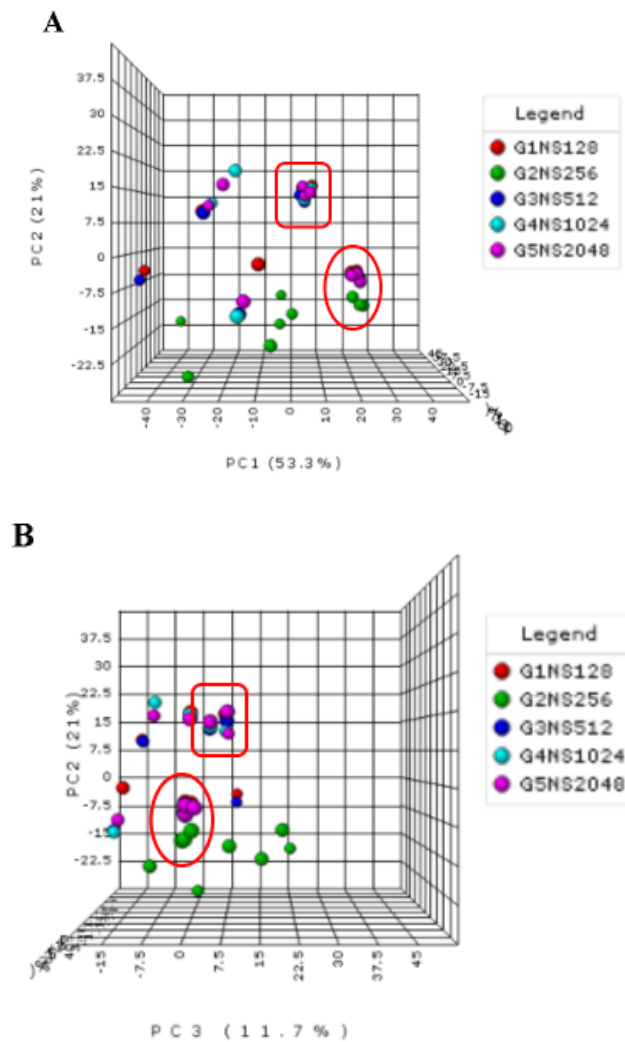 A
37.5
30
22.5
15
7.5
0
-7.5
-15
-22.5
PC2 (21%)
-40
-30
-20
-10
0
10
20
30
40
PC1 (53.3%)
Legend
G1NS128
G2NS256
G3NS512
G4NS1024
G5NS2048
B
37.5
30
22.5
15
7.5
0
-7.5
-15
-22.5
PC2 (21%)
-15
-7.5
0
7.5
15
22.5
30
37.5
45
PC3 (11.7%)
Legend
G1NS128
G2NS256
G3NS512
G4NS1024
G5NS2048